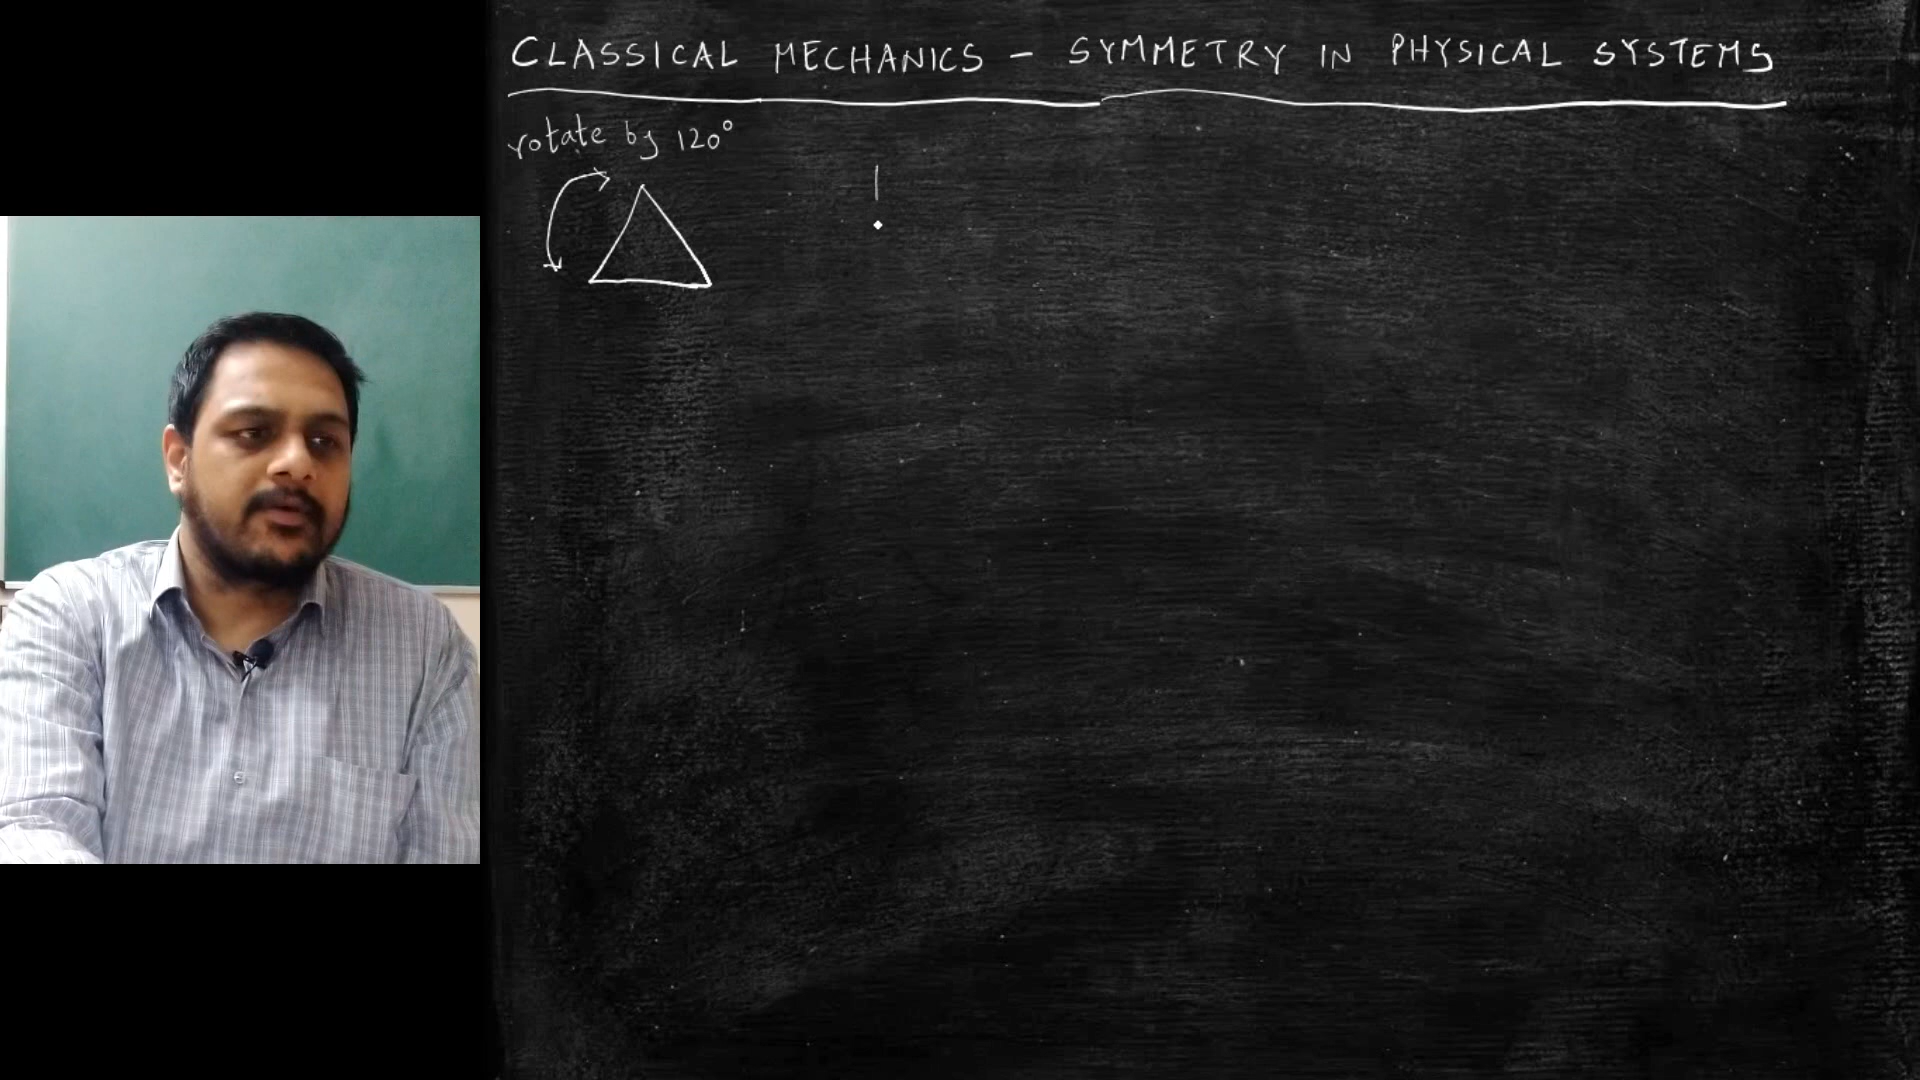 CLASSICAL MECHANICS - SYMMETRY IN PHYSICAL SYSTEMS
rotate by 120°